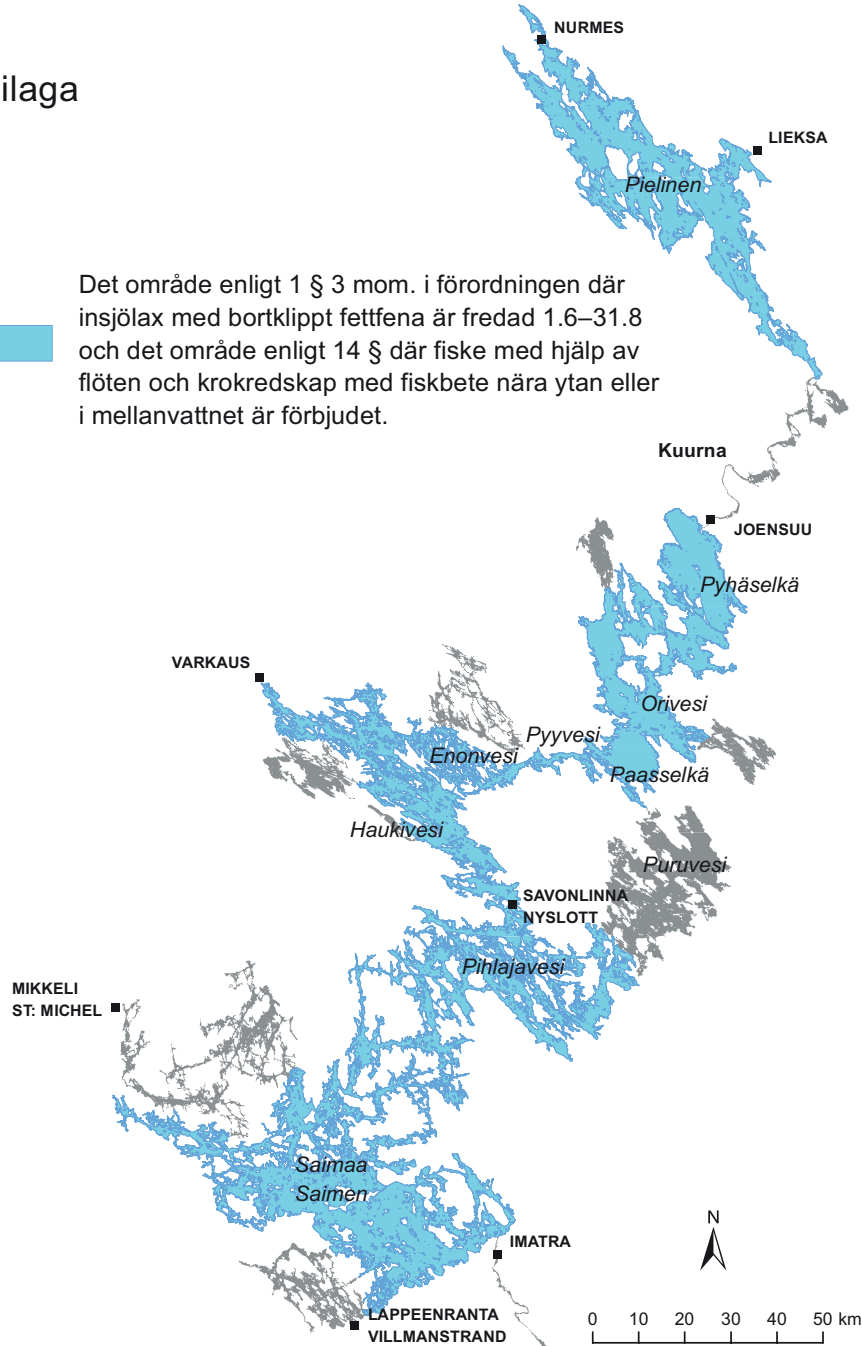 ilaga
NURMES
LIEKSA
Pielinen
Det område enligt 1 § 3 mom. i förordningen där
insjölax med bortklippt fettfena är fredad 1.6–31.8
och det område enligt 14 § där fiske med hjälp av
flöten och krokredskap med fiskbete nära ytan eller
i mellanvattnet är förbjudet.
Kuurna
JOENSUU
Pyhäselkä
VARKAUS
Orivesi
Pyyvesi
Enonvesi
Paasselkä
Haukivesi
Puruvesi
SAVONLINNA
NYSLOTT
Pihlajavesi
MIKKELI
ST: MICHEL
Saimaa
Saimen
N
IMATRA
LAPPEENRANTA
VILLMANSTRAND
0 10 20 30 40 50 km